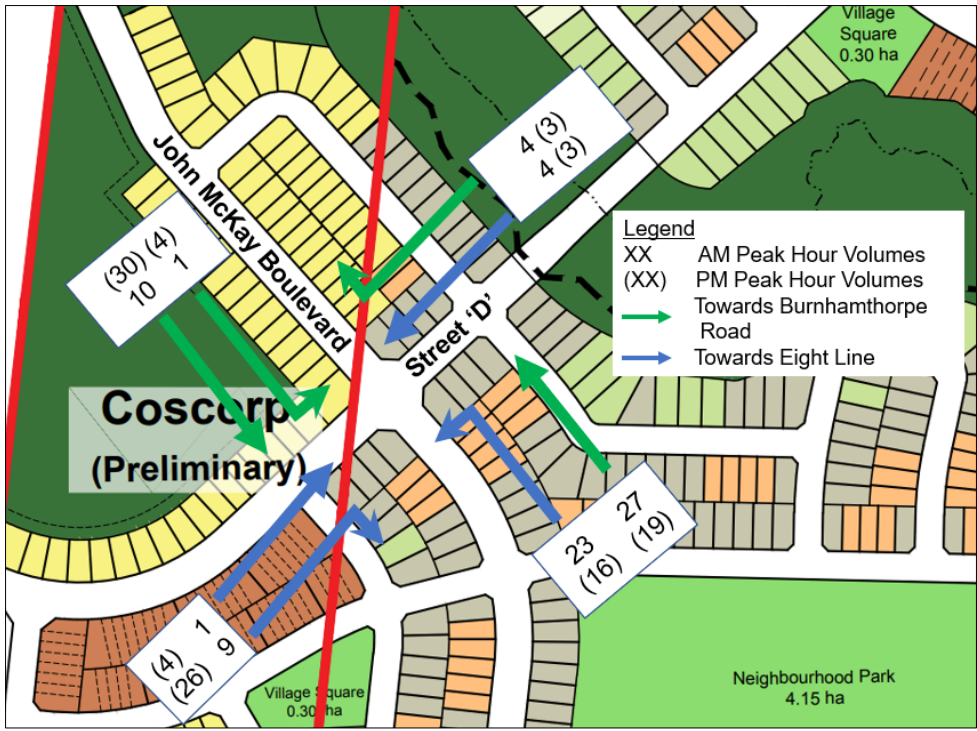 Village
Square
0.30 ha
4 (3)
4 (3)
John McKay Boulevard
(30) (4)
10 1
Legend
XX AM Peak Hour Volumes
(XX) PM Peak Hour Volumes
Towards Burnhamthorpe
Road
Towards Eight Line
Street 'D'
Coscorp
(Preliminary)
23 27
(16) (19)
(4) 1
(26) 9
Village Square
0.30 ha
Neighbourhood Park
4.15 ha